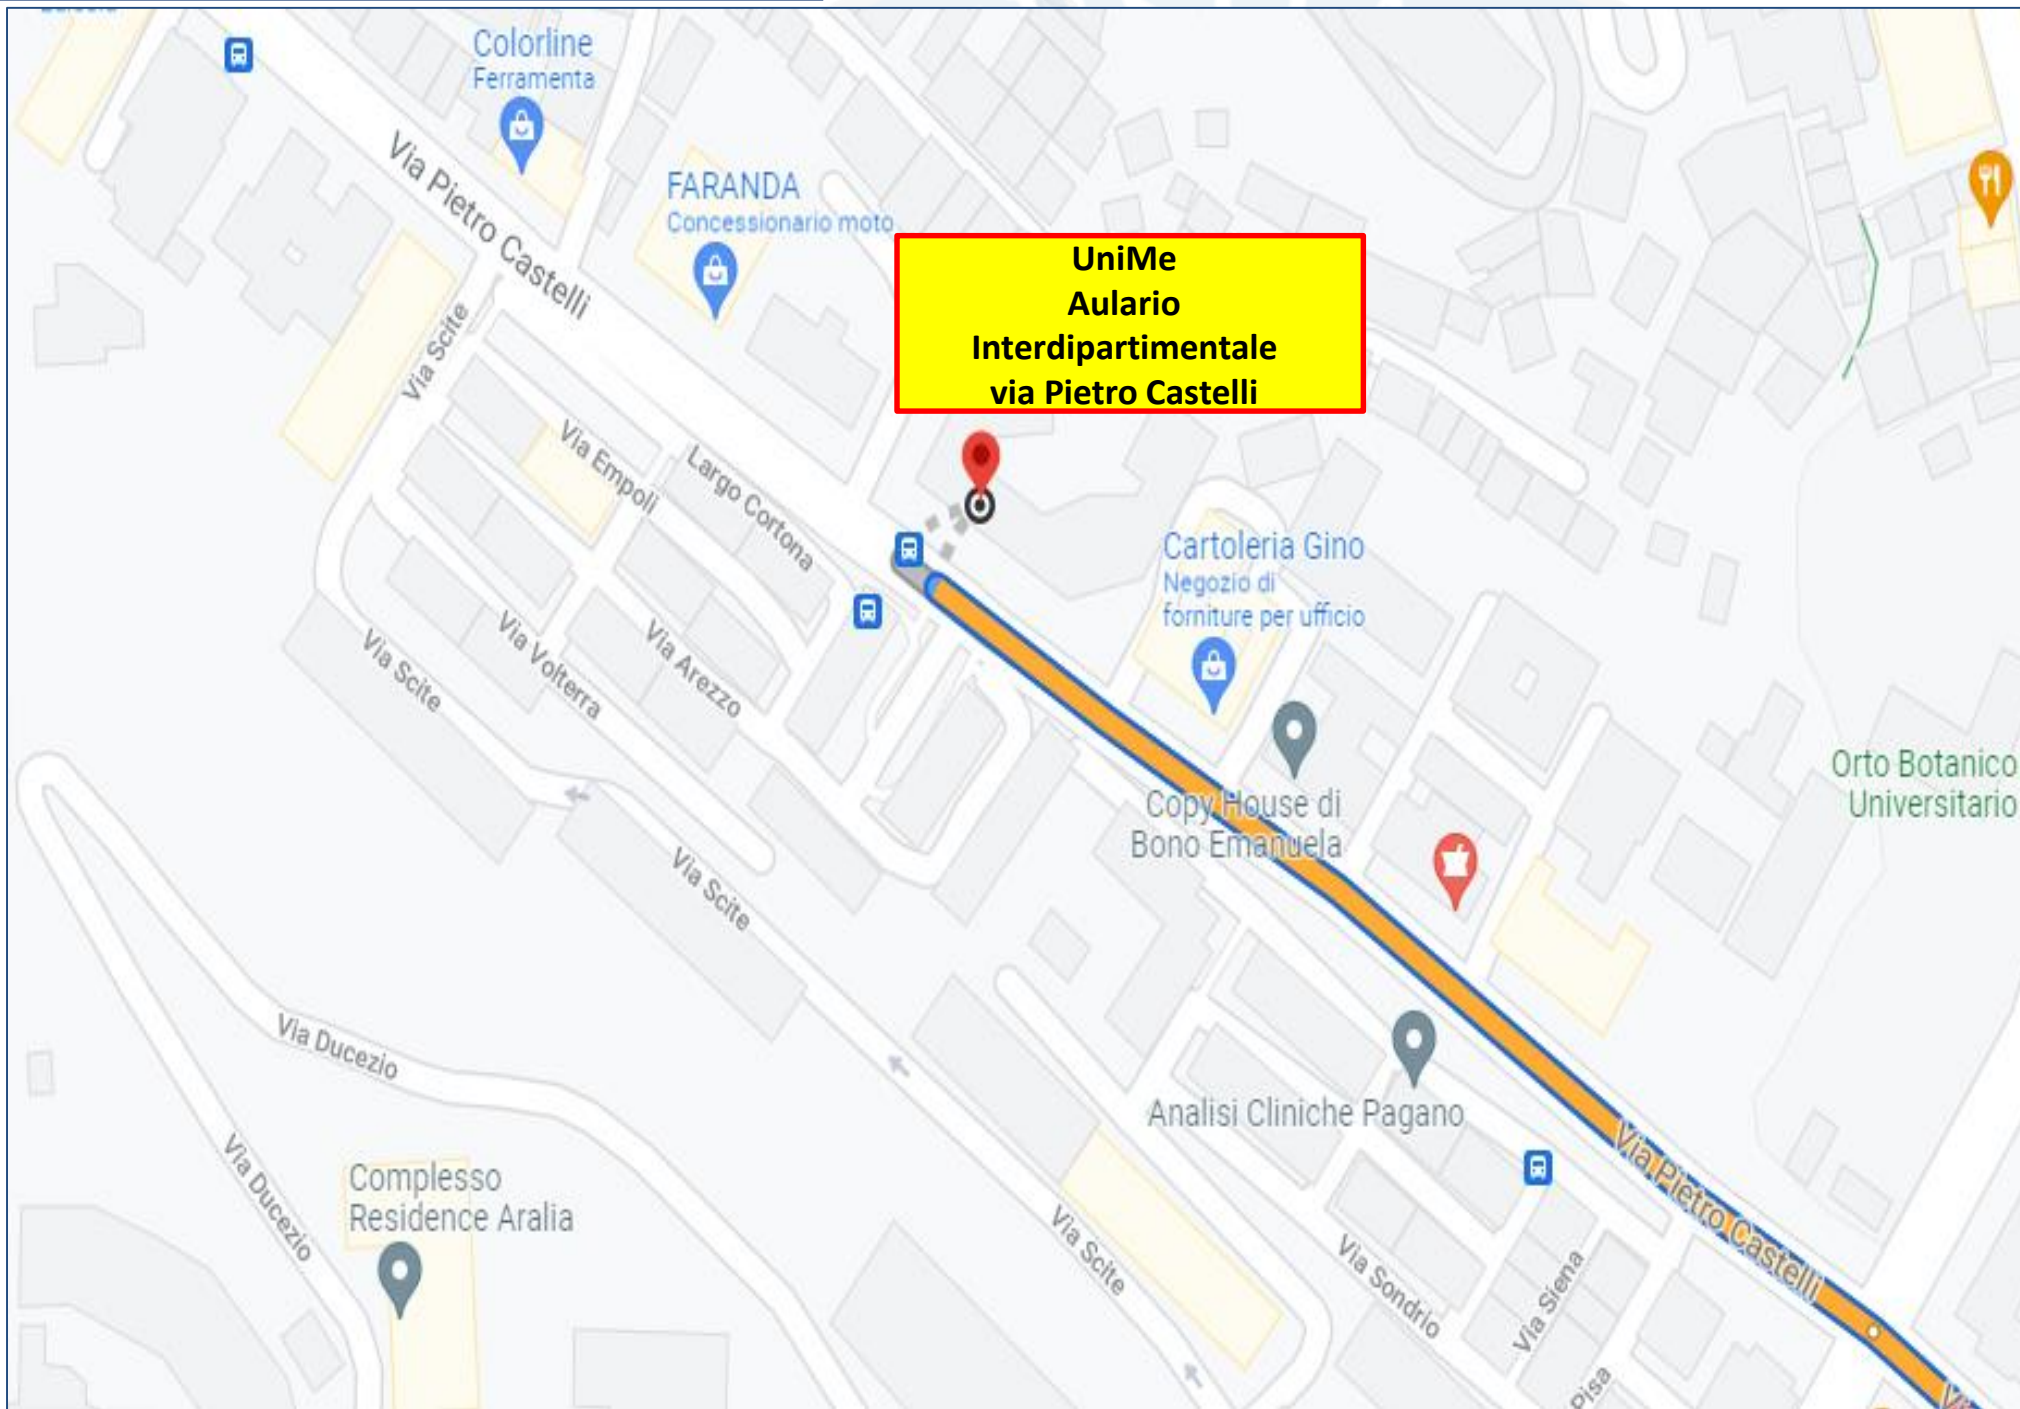 Colorline
Ferramenta
Via Pietro Castelli
FARANDA
Concessionario moto
UniMe
Aulario
Interdipartimentale
via Pietro Castelli
Via Scite
Via Empoli
Largo Cortona
Cartoleria Gino
Negozio di
forniture per ufficio
Via Scite
Via Volterra
Via Arezzo
Copy House di
Bono Emanuela
Orto Botanico
Universitario
Via Scite
Via Ducezio
Analisi Cliniche Pagano
Via Pietro Castelli
Via Ducezio
Complesso
Residence Aralia
Via Scite
Via Sondrio
Via Siena
Pisa